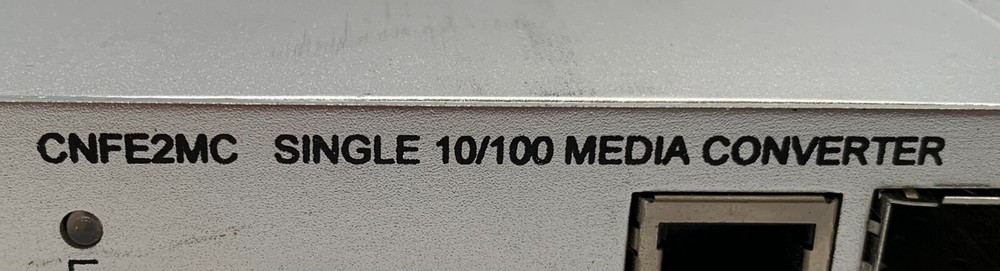 CNFE2MC SINGLE 10/100 MEDIA CONVERTER